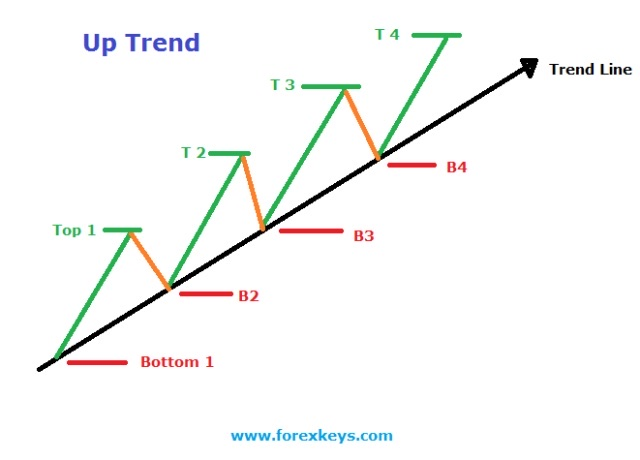 Up Trend
T 4
Trend Line
T 3
T 2
B4
Top 1
B3
B2
Bottom 1
www.forexkeys.com